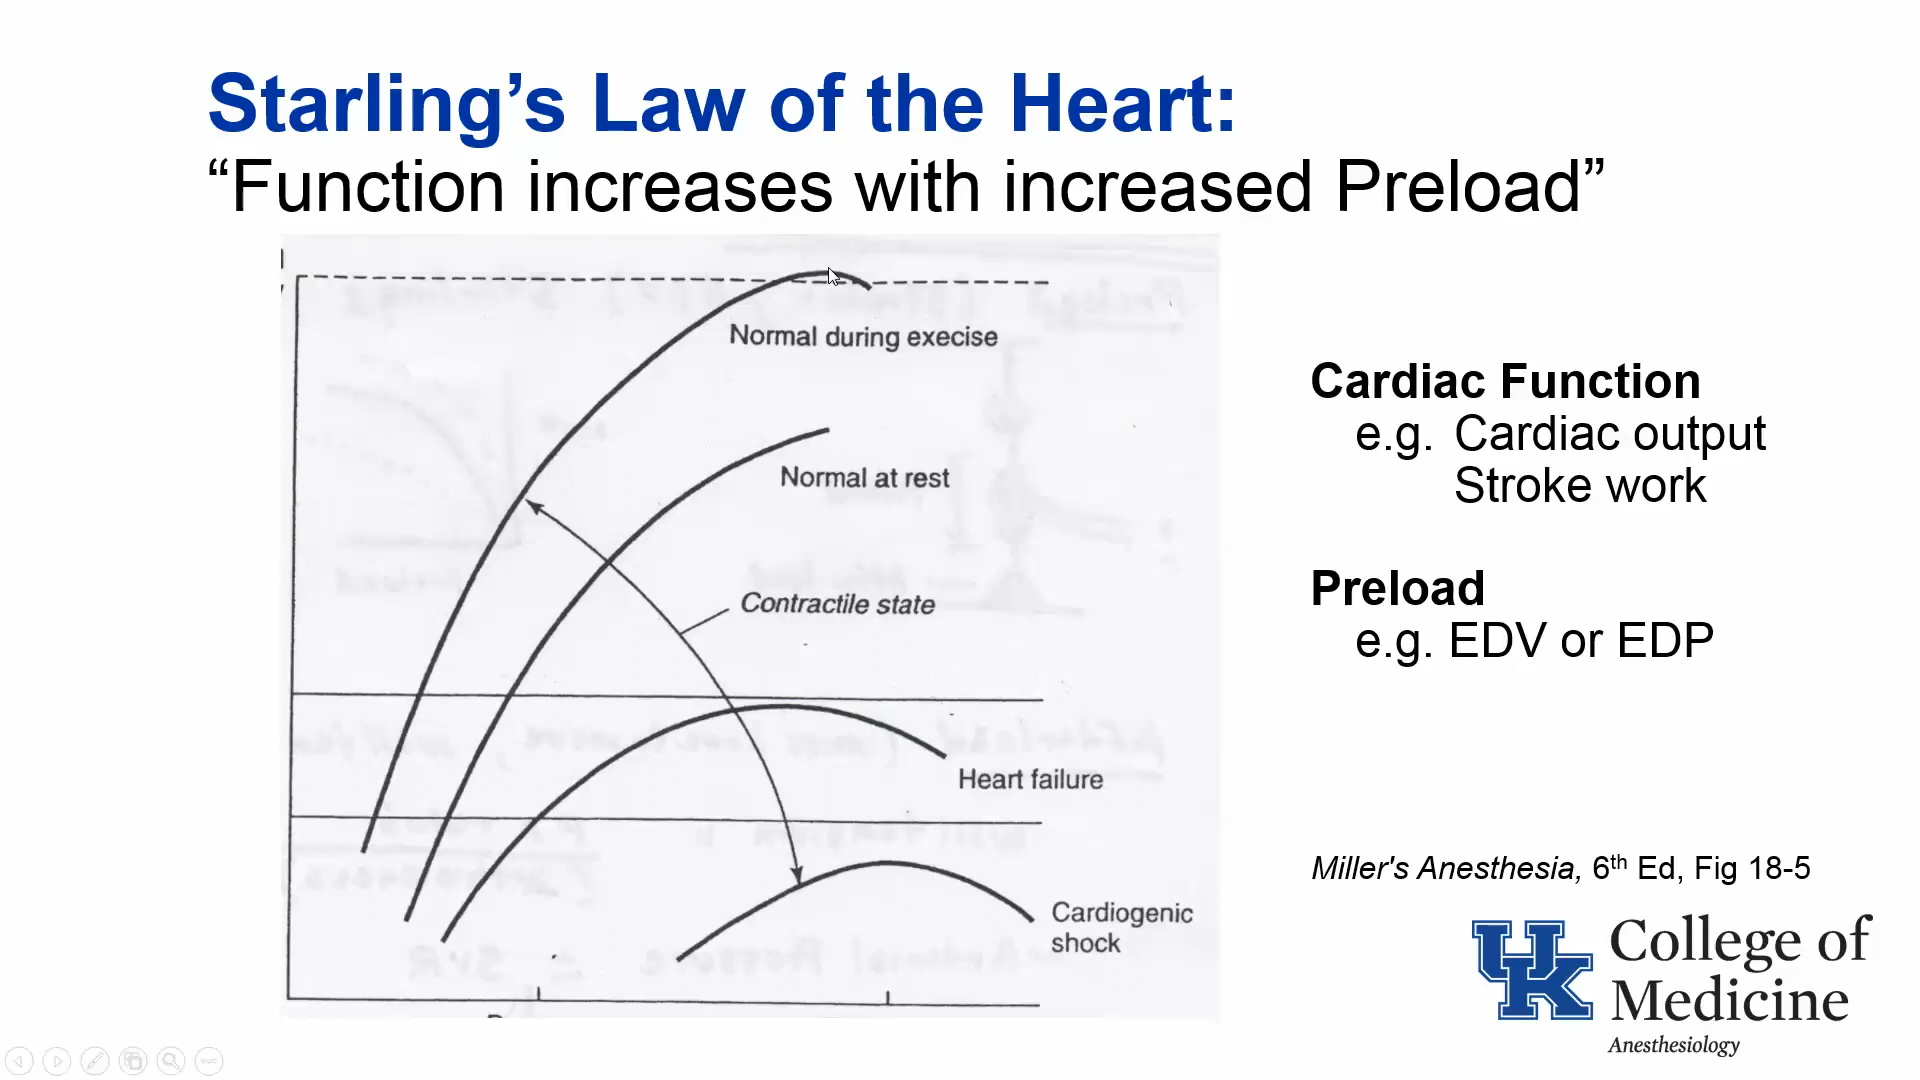 Starling’s Law of the Heart:
“Function increases with increased Preload”
Normal during execise
Normal at rest
Contractile state
Heart failure
Cardiogenic
shock
Cardiac Function
e.g. Cardiac output
Stroke work
Preload
e.g. EDV or EDP
Miller's Anesthesia, 6th Ed, Fig 18-5
UK
College of
Medicine
Anesthesiology